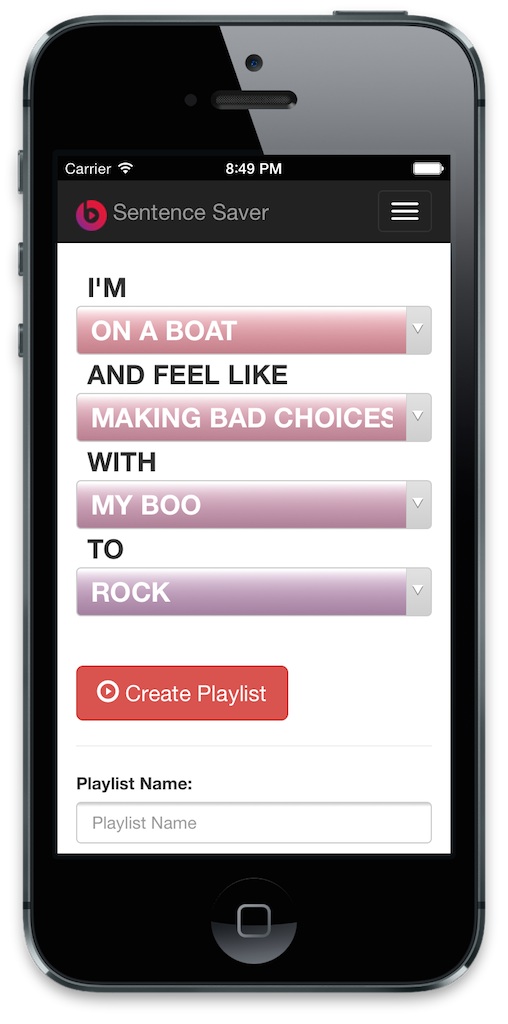 Carrier 8:49 PM
b Sentence Saver
I'M
ON A BOAT
AND FEEL LIKE
MAKING BAD CHOICES
WITH
MY BOO
TO
ROCK
Create Playlist
Playlist Name:
Playlist Name